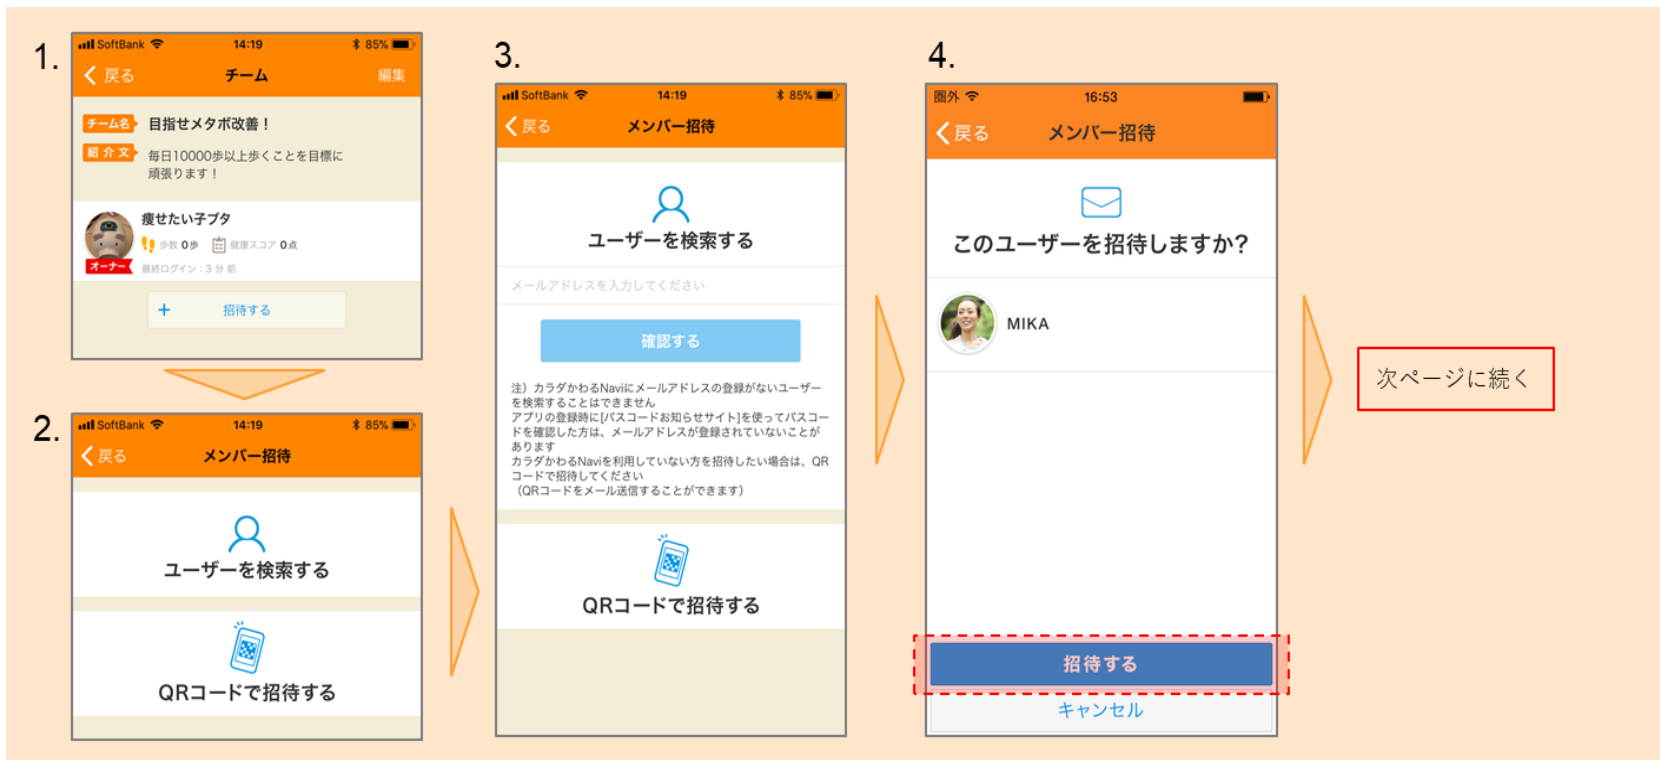 1.
SoftBank 14:19 85%
戻る チーム 編集
チーム名 目指せメタボ改善！
紹介文 毎日10000歩以上歩くことを目標に
頑張ります！
痩せたい子ブタ
歩数 0歩 健康スコア 0点
オーナー 最終ログイン：3 分 前
+ 招待する
2.
SoftBank 14:19 85%
戻る メンバー招待
ユーザーを検索する
QRコードで招待する
3.
SoftBank 14:19 85%
戻る メンバー招待
ユーザーを検索する
メールアドレスを入力してください
確認する
注）カラダかわるNaviにメールアドレスの登録がないユーザー
を検索することはできません
アプリの登録時に[パスコードお知らせサイト]を使ってパスコー
ドを確認した方は、メールアドレスが登録されていないことが
あります
カラダかわるNaviを利用していない方を招待したい場合は、QR
コードで招待してください
（QRコードをメール送信することができます）
QRコードで招待する
4.
圏外 16:53
戻る メンバー招待
このユーザーを招待しますか?
MIKA
招待する
キャンセル
次ページに続く